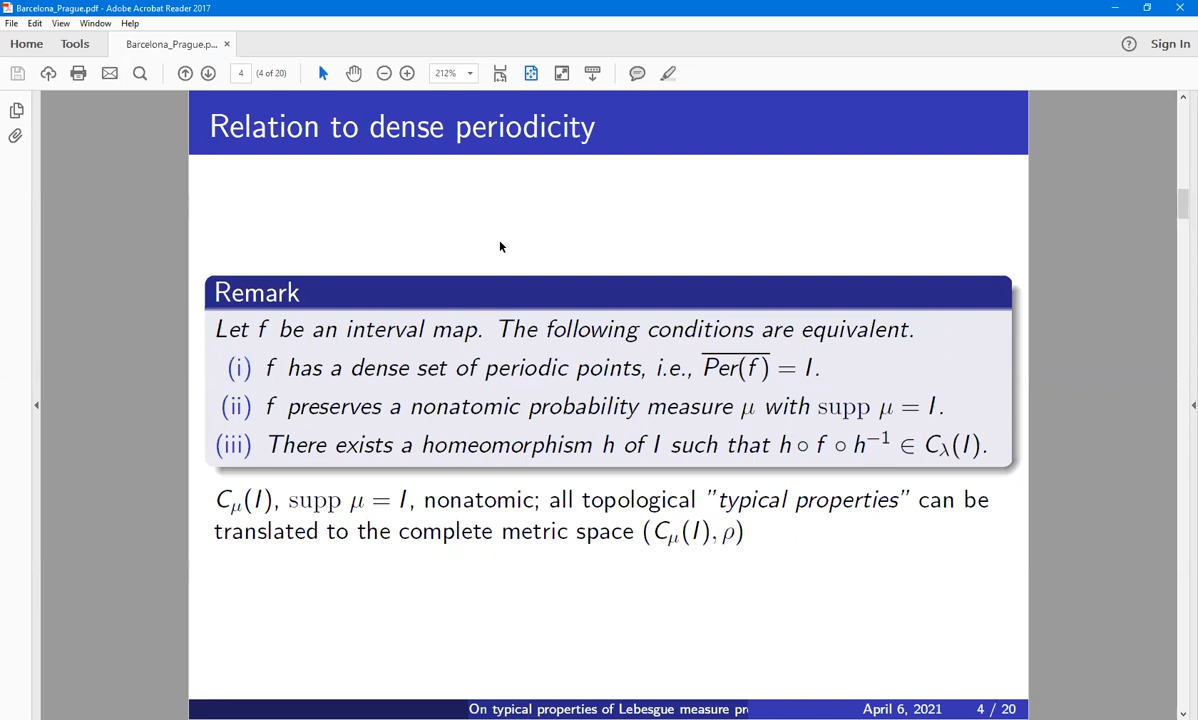 Barcelona_Prague.pdf - Adobe Acrobat Reader 2017
File Edit View Window Help
Home Tools Barcelona_Prague.p... × Sign In
4 (4 of 20) 212%
Relation to dense periodicity
Remark
Let f be an interval map. The following conditions are equivalent.
(i) f has a dense set of periodic points, i.e., \overline{Per(f)} = I.
(ii) f preserves a nonatomic probability measure μ with supp μ = I.
(iii) There exists a homeomorphism h of I such that h ∘ f ∘ h⁻¹ ∈ C_λ(I).
C_μ(I), supp μ = I, nonatomic; all topological "typical properties" can be
translated to the complete metric space (C_μ(I), ρ)
On typical properties of Lebesgue measure pr April 6, 2021 4 / 20